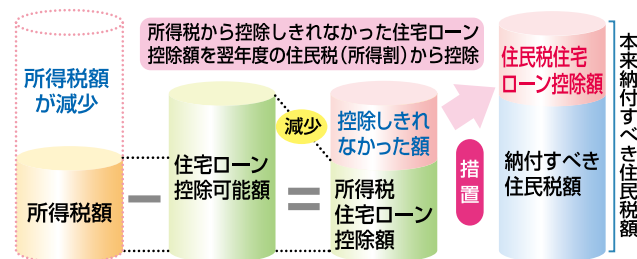 所得税から控除しきれなかった住宅ローン
控除額を翌年度の住民税（所得割）から控除
所得税額
が減少
所得税額
住宅ローン
控除可能額
減少
控除しきれ
なかった額
所得税
住宅ローン
控除額
措置
住民税住宅
ローン控除額
納付すべき
住民税額
本来納付すべき住民税額